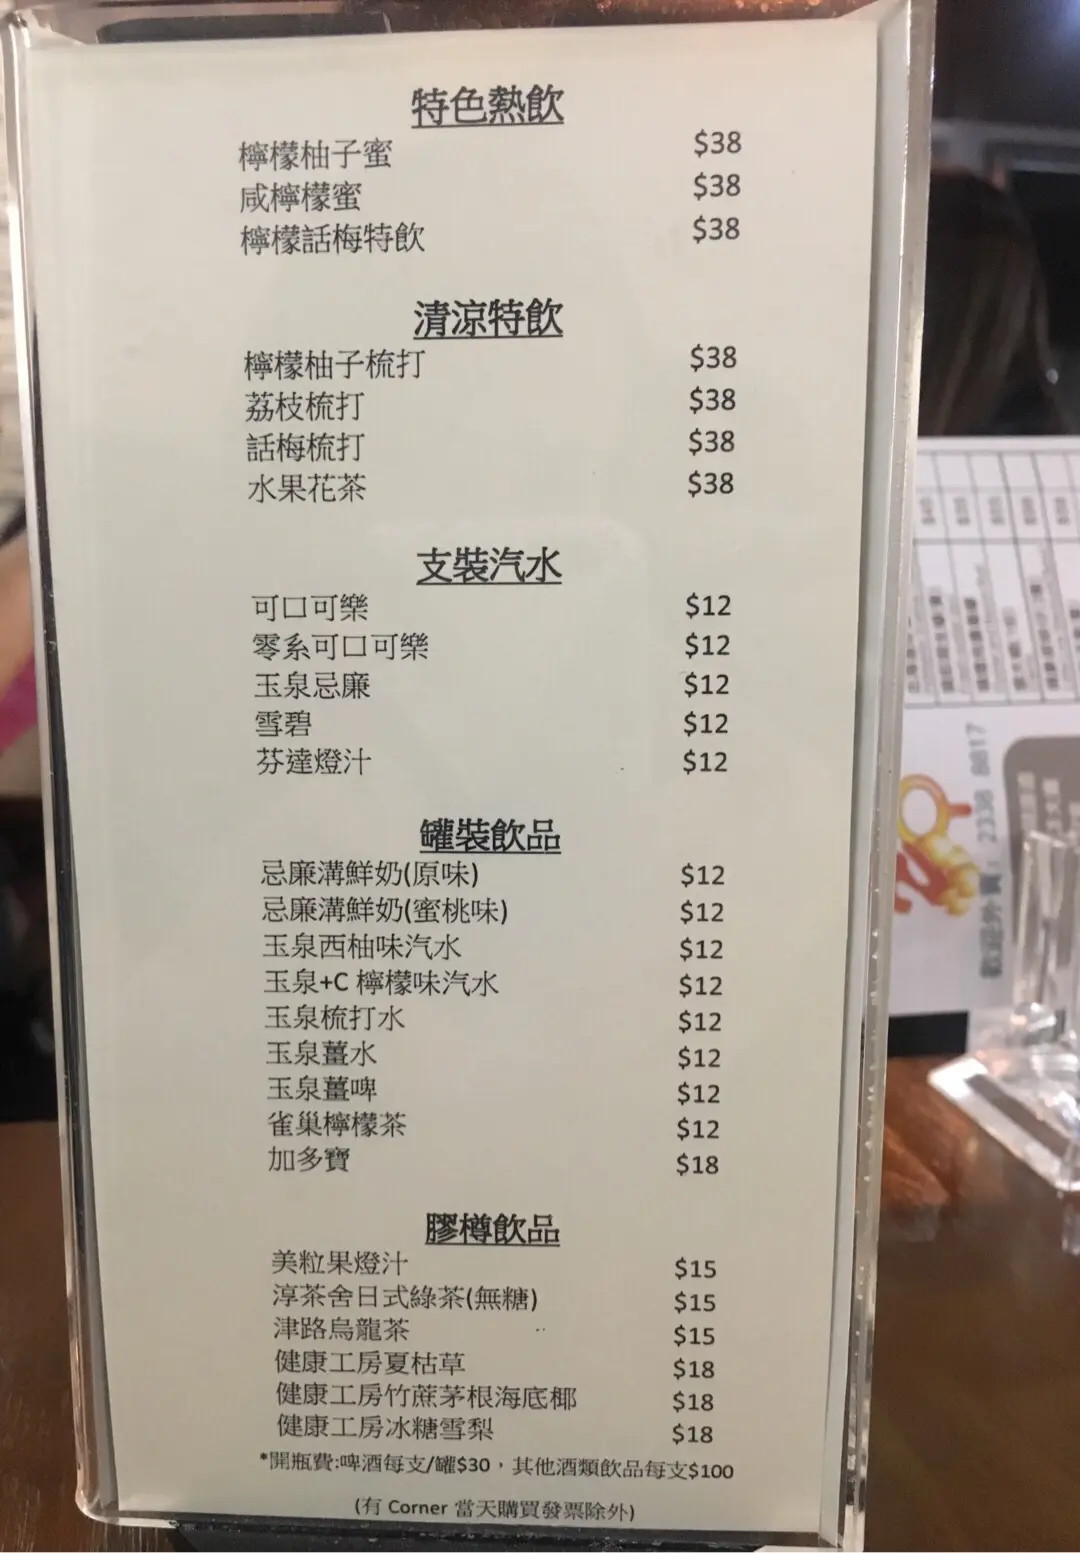 特色熱飲
檸檬柚子蜜 $38
咸檸檬蜜 $38
檸檬話梅特飲 $38
清涼特飲
檸檬柚子梳打 $38
荔枝梳打 $38
話梅梳打 $38
水果花茶 $38
支裝汽水
可口可樂 $12
零系可口可樂 $12
玉泉忌廉 $12
雪碧 $12
芬達燈汁 $12
罐裝飲品
忌廉溝鮮奶(原味) $12
忌廉溝鮮奶(蜜桃味) $12
玉泉西柚味汽水 $12
玉泉+C 檸檬味汽水 $12
玉泉梳打水 $12
玉泉薑水 $12
玉泉薑啤 $12
雀巢檸檬茶 $12
加多寶 $18
膠樽飲品
美粒果燈汁 $15
淳茶舍日式綠茶(無糖) $15
津路烏龍茶 $15
健康工房夏枯草 $18
健康工房竹蔗茅根海底椰 $18
健康工房冰糖雪梨 $18
*開瓶費:啤酒每支/罐$30，其他酒類飲品每支$100
(有 Corner 當天購買發票除外)
歡迎外賣： 2338 8817